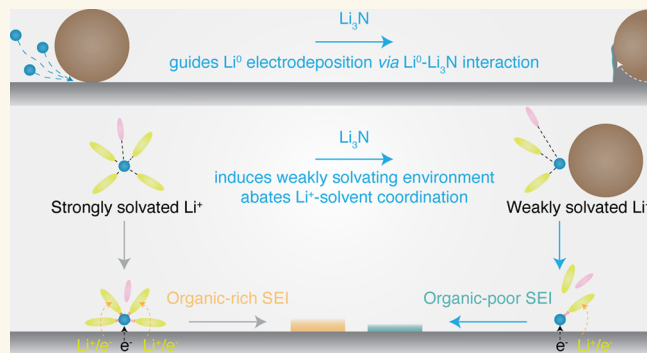 Li₃N
guides Li⁰ electrodeposition via Li⁰-Li₃N interaction
Li₃N
induces weakly solvating environment
abates Li⁺-solvent coordination
Strongly solvated Li⁺
Weakly solvated Li
Organic-rich SEI
Organic-poor SEI
Li⁺/e⁻ e⁻ Li⁺/e⁻
e⁻ Li⁺/e⁻